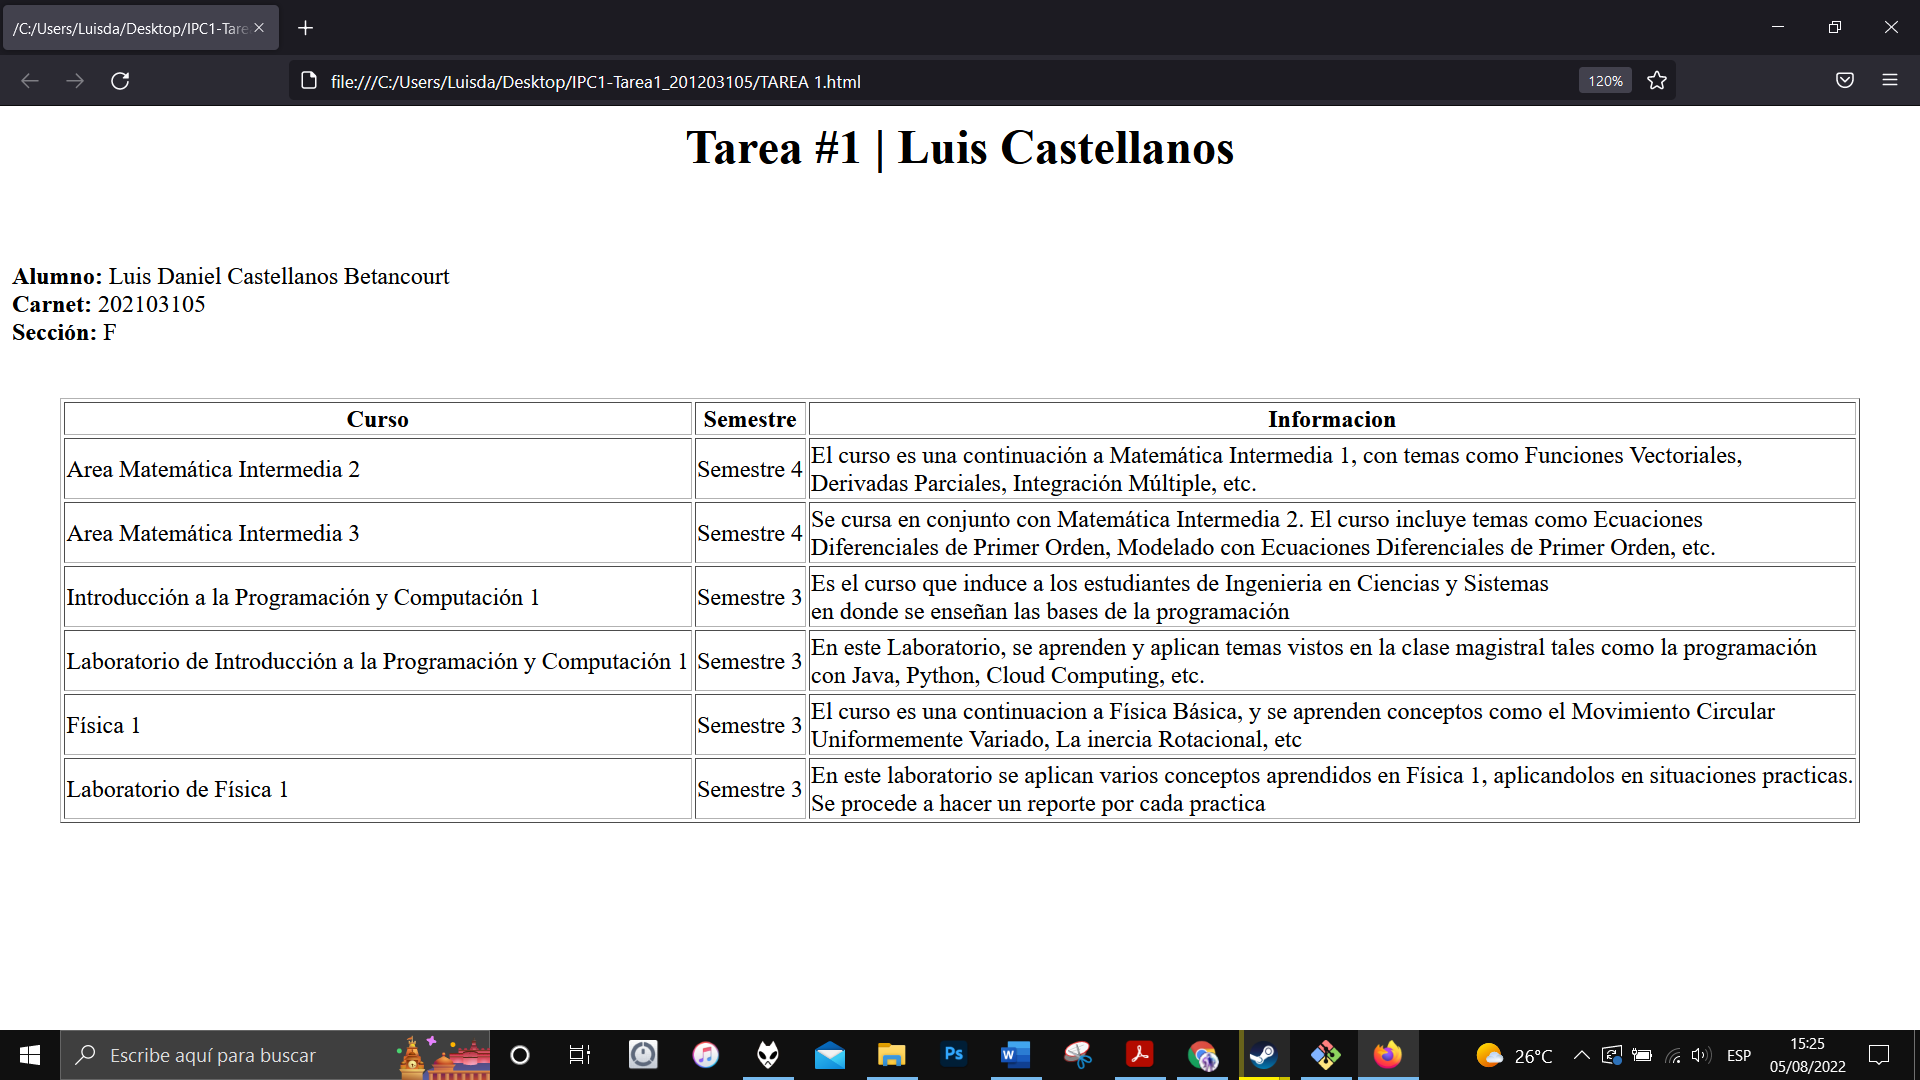 /C:/Users/Luisda/Desktop/IPC1-Tare
file:///C:/Users/Luisda/Desktop/IPC1-Tarea1_201203105/TAREA 1.html
120%
Tarea #1 | Luis Castellanos
Alumno: Luis Daniel Castellanos Betancourt
Carnet: 202103105
Sección: F
Curso Semestre Informacion
Area Matemática Intermedia 2 Semestre 4 El curso es una continuación a Matemática Intermedia 1, con temas como Funciones Vectoriales,
Derivadas Parciales, Integración Múltiple, etc.
Area Matemática Intermedia 3 Semestre 4 Se cursa en conjunto con Matemática Intermedia 2. El curso incluye temas como Ecuaciones
Diferenciales de Primer Orden, Modelado con Ecuaciones Diferenciales de Primer Orden, etc.
Introducción a la Programación y Computación 1 Semestre 3 Es el curso que induce a los estudiantes de Ingenieria en Ciencias y Sistemas
en donde se enseñan las bases de la programación
Laboratorio de Introducción a la Programación y Computación 1 Semestre 3 En este Laboratorio, se aprenden y aplican temas vistos en la clase magistral tales como la programación
con Java, Python, Cloud Computing, etc.
Física 1 Semestre 3 El curso es una continuacion a Física Básica, y se aprenden conceptos como el Movimiento Circular
Uniformemente Variado, La inercia Rotacional, etc
Laboratorio de Física 1 Semestre 3 En este laboratorio se aplican varios conceptos aprendidos en Física 1, aplicandolos en situaciones practicas.
Se procede a hacer un reporte por cada practica
Escribe aquí para buscar
Ps
W
26°C
ESP
15:25
05/08/2022